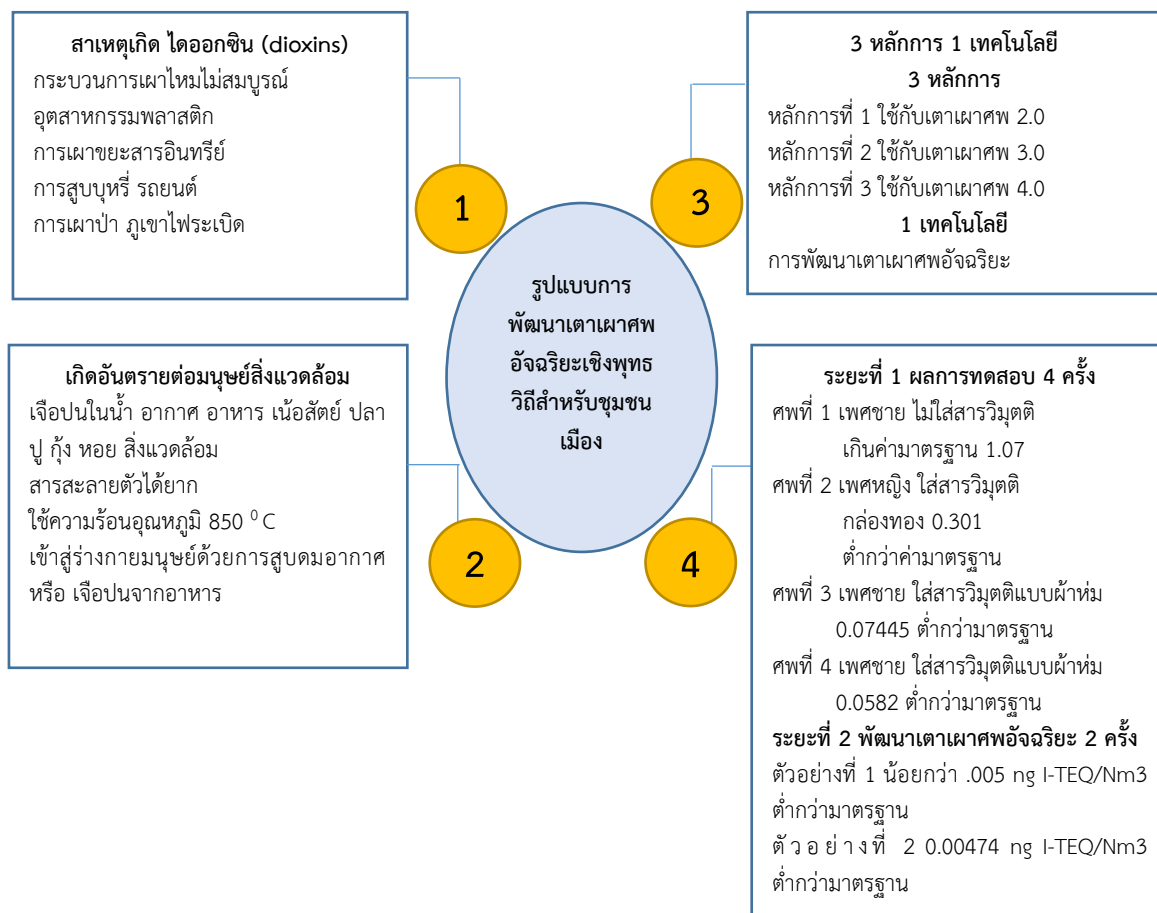 สาเหตุเกิด ไดออกซิน (dioxins)
กระบวนการเผาไหม้ไม่สมบูรณ์
อุตสาหกรรมพลาสติก
การเผาขยะสารอินทรีย์
การสูบบุหรี่ รถยนต์
การเผาป่า ภูเขาไฟระเบิด
1
เกิดอันตรายต่อมนุษย์สิ่งแวดล้อม
เจือปนในน้ำ อากาศ อาหาร เน้อสัตย์ ปลา
ปู กุ้ง หอย สิ่งแวดล้อม
สารสะลายตัวได้ยาก
ใช้ความร้อนอุณหภูมิ 850 ⁰ C
เข้าสู่ร่างกายมนุษย์ด้วยการสูบดมอากาศ
หรือ เจือปนจากอาหาร
2
รูปแบบการ
พัฒนาเตาเผาศพ
อัจฉริยะเชิงพุทธ
วิถีสำหรับชุมชน
เมือง
3 หลักการ 1 เทคโนโลยี
3 หลักการ
หลักการที่ 1 ใช้กับเตาเผาศพ 2.0
หลักการที่ 2 ใช้กับเตาเผาศพ 3.0
หลักการที่ 3 ใช้กับเตาเผาศพ 4.0
1 เทคโนโลยี
การพัฒนาเตาเผาศพอัจฉริยะ
3
ระยะที่ 1 ผลการทดสอบ 4 ครั้ง
ศพที่ 1 เพศชาย ไม่ใส่สารวิมุตติ
เกินค่ามาตรฐาน 1.07
ศพที่ 2 เพศหญิง ใส่สารวิมุตติ
กล่องทอง 0.301
ต่ำกว่าค่ามาตรฐาน
ศพที่ 3 เพศชาย ใส่สารวิมุตติแบบผ้าห่ม
0.07445 ต่ำกว่ามาตรฐาน
ศพที่ 4 เพศชาย ใส่สารวิมุตติแบบผ้าห่ม
0.0582 ต่ำกว่ามาตรฐาน
ระยะที่ 2 พัฒนาเตาเผาศพอัจฉริยะ 2 ครั้ง
ตัวอย่างที่ 1 น้อยกว่า .005 ng I-TEQ/Nm3
ต่ำกว่ามาตรฐาน
ตัวอย่างที่ 2 0.00474 ng I-TEQ/Nm3
ต่ำกว่ามาตรฐาน
4